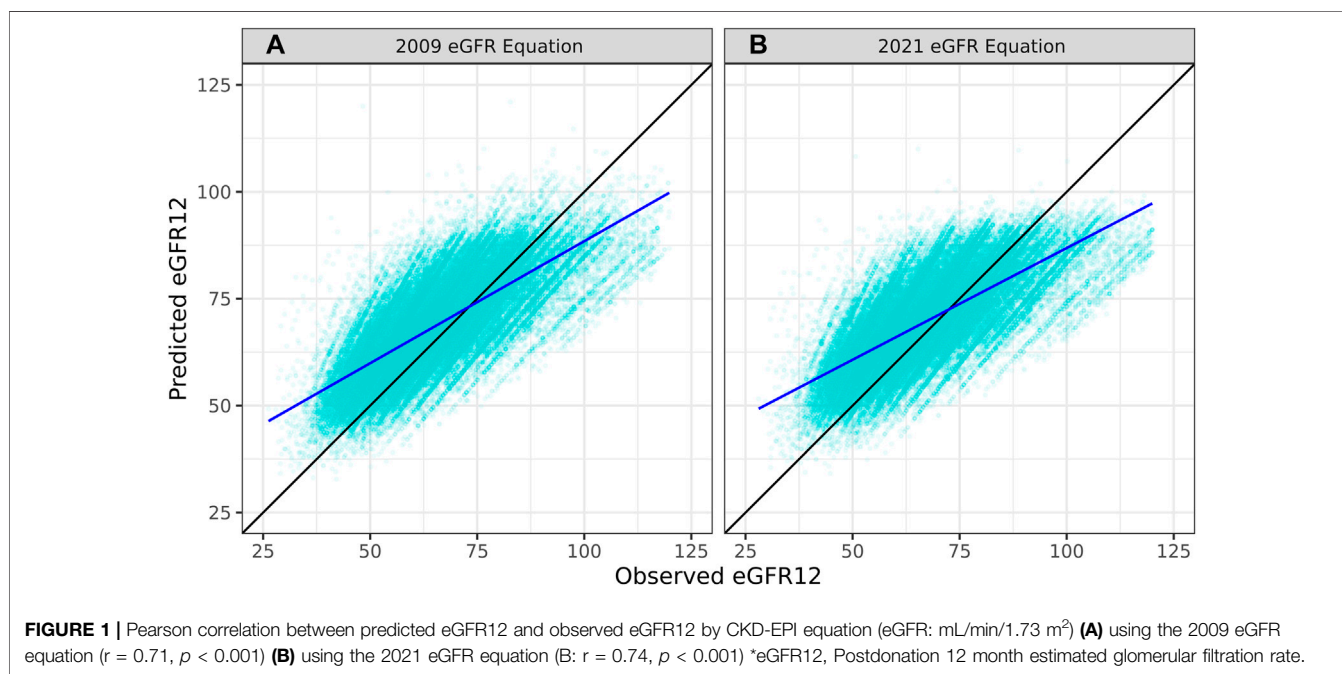 A 2009 eGFR Equation
B 2021 eGFR Equation
Predicted eGFR12
125
100
75
50
25
25 50 75 100 125
25 50 75 100 125
Observed eGFR12
FIGURE 1 | Pearson correlation between predicted eGFR12 and observed eGFR12 by CKD-EPI equation (eGFR: mL/min/1.73 m²) (A) using the 2009 eGFR
equation (r = 0.71, p < 0.001) (B) using the 2021 eGFR equation (B: r = 0.74, p < 0.001) *eGFR12, Postdonation 12 month estimated glomerular filtration rate.